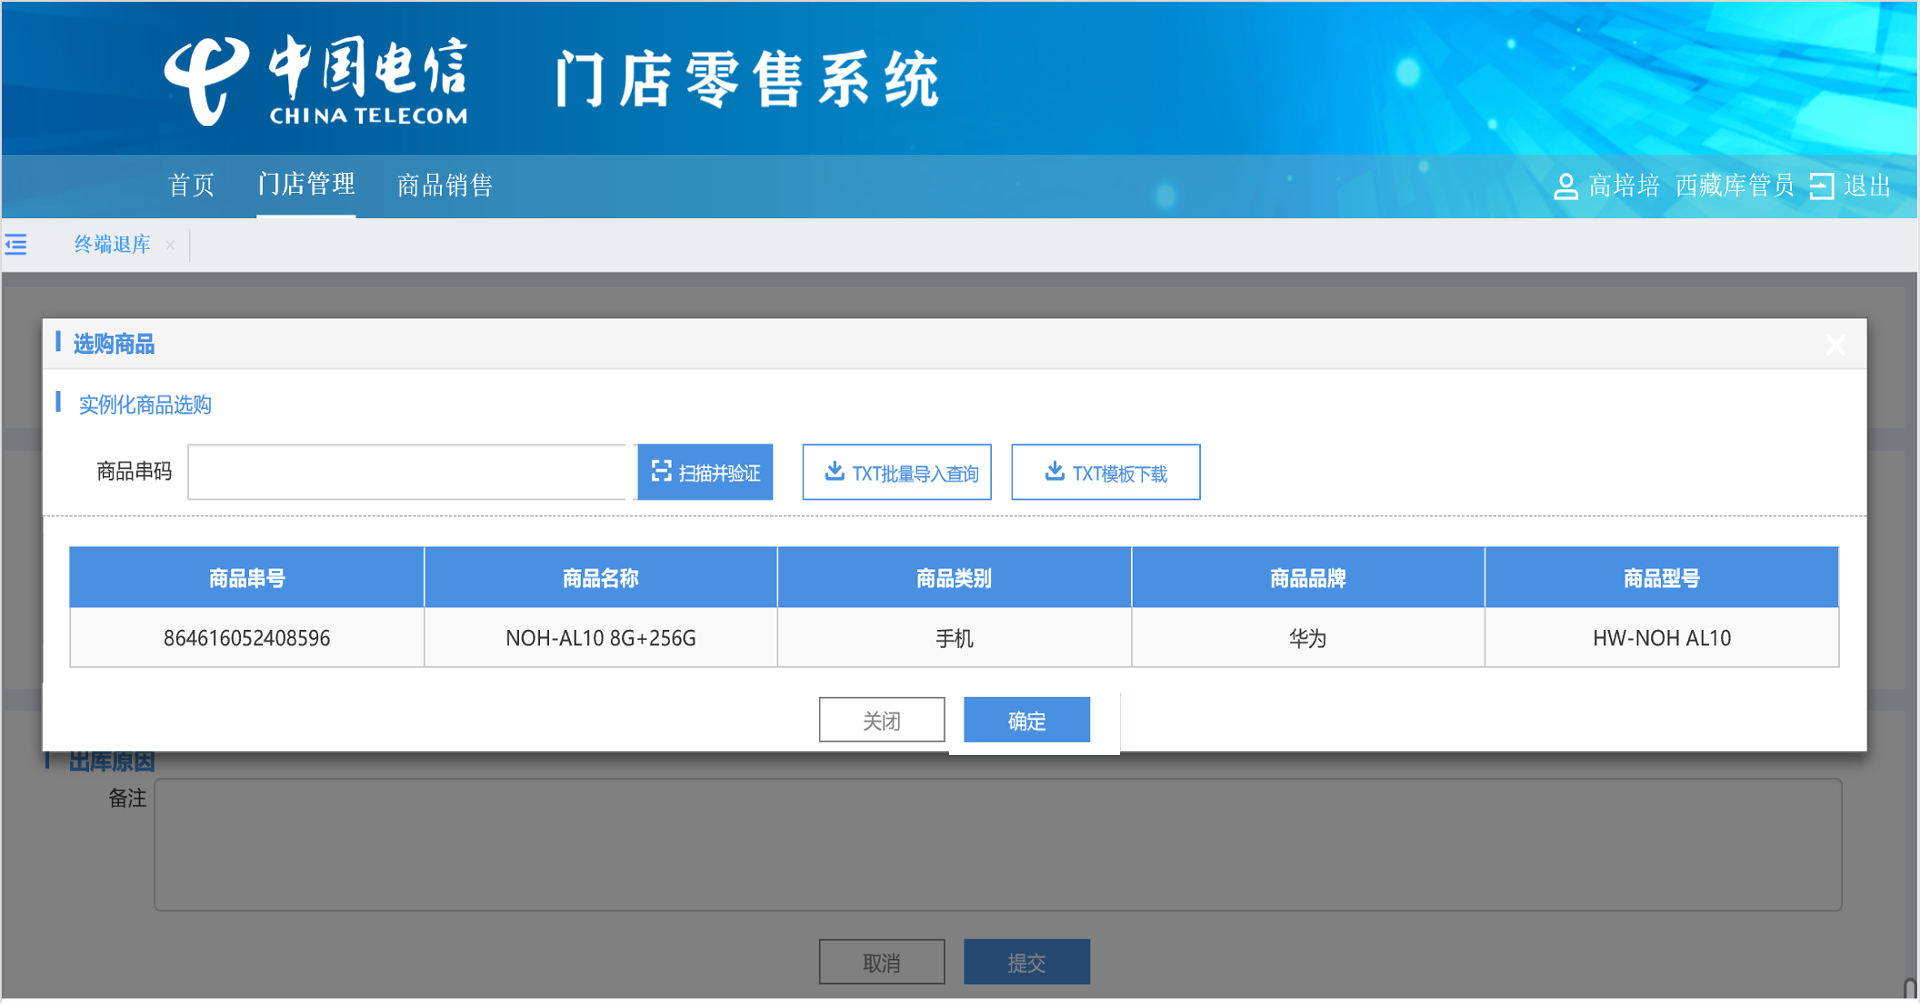 中国电信
CHINA TELECOM
门店零售系统
首页 门店管理 商品销售 高培培 西藏库管员 退出
终端退库 ×
选购商品
实例化商品选购
商品串码 扫描并验证 TXT批量导入查询 TXT模板下载
商品串号 商品名称 商品类别 商品品牌 商品型号
864616052408596 NOH-AL10 8G+256G 手机 华为 HW-NOH AL10
关闭 确定
出库原因
备注
取消 提交